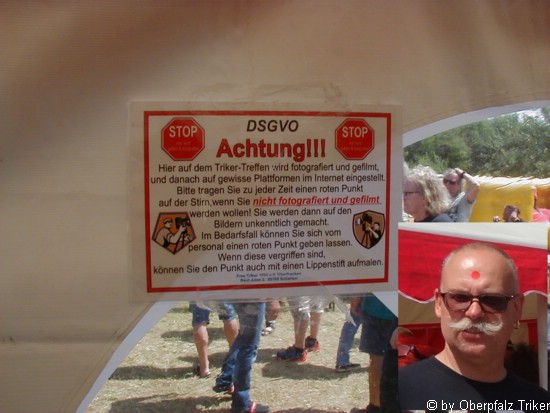 DSGVO
STOP
Achtung!!!
STOP
Hier auf dem Triker-Treffen wird fotografiert und gefilmt,
und danach auf gewisse Plattformen im Internet eingestellt.
Bitte tragen Sie zu jeder Zeit einen roten Punkt
auf der Stirn,wenn Sie nicht fotografiert und gefilmt
werden wollen! Sie werden dann auf den
Bildern unkenntlich gemacht.
Im Bedarfsfall können Sie sich vom
personal einen roten Punkt geben lassen.
Wenn diese vergriffen sind,
können Sie den Punkt auch mit einen Lippenstift aufmalen.
© by Oberpfalz Triker